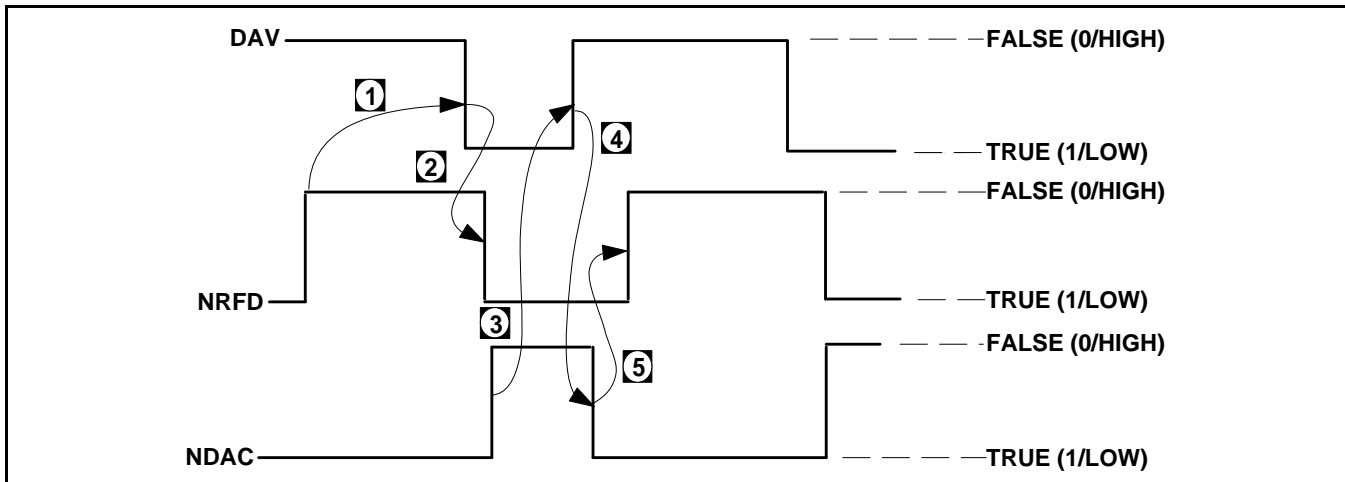 DAV
FALSE (0/HIGH)
1
4
TRUE (1/LOW)
2
FALSE (0/HIGH)
NRFD
TRUE (1/LOW)
3
FALSE (0/HIGH)
5
NDAC
TRUE (1/LOW)